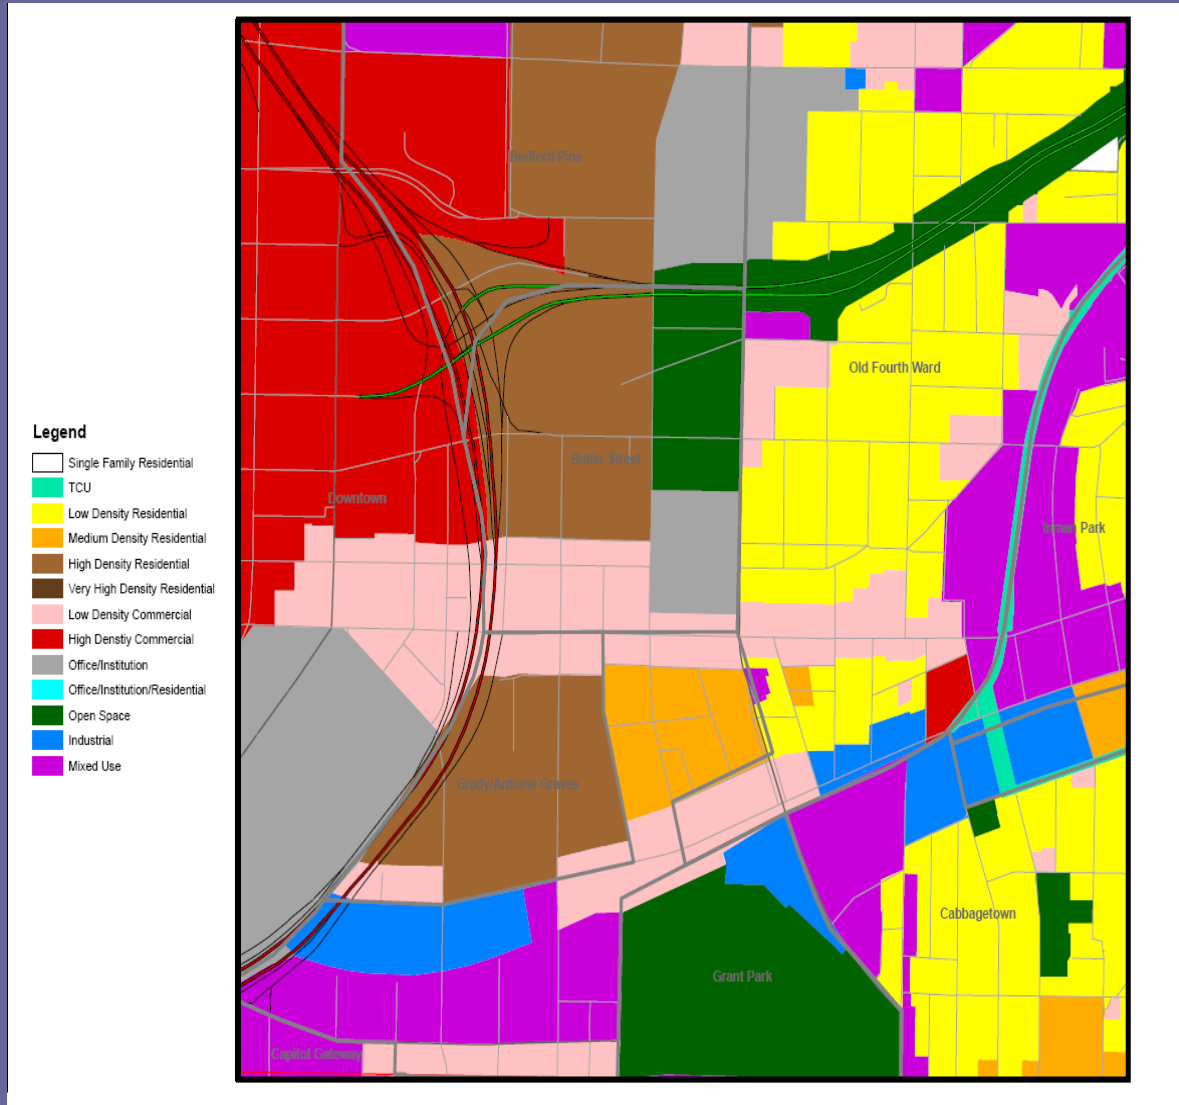 Bedford Pine
Old Fourth Ward
Legend
Single Family Residential
TCU
Low Density Residential
Medium Density Residential
High Density Residential
Very High Density Residential
Low Density Commercial
High Denstiy Commercial
Office/Institution
Office/Institution/Residential
Open Space
Industrial
Mixed Use
Butler Street
Downtown
Inman Park
Grady/Antoine Graves
Cabbagetown
Grant Park
Capitol Gateway